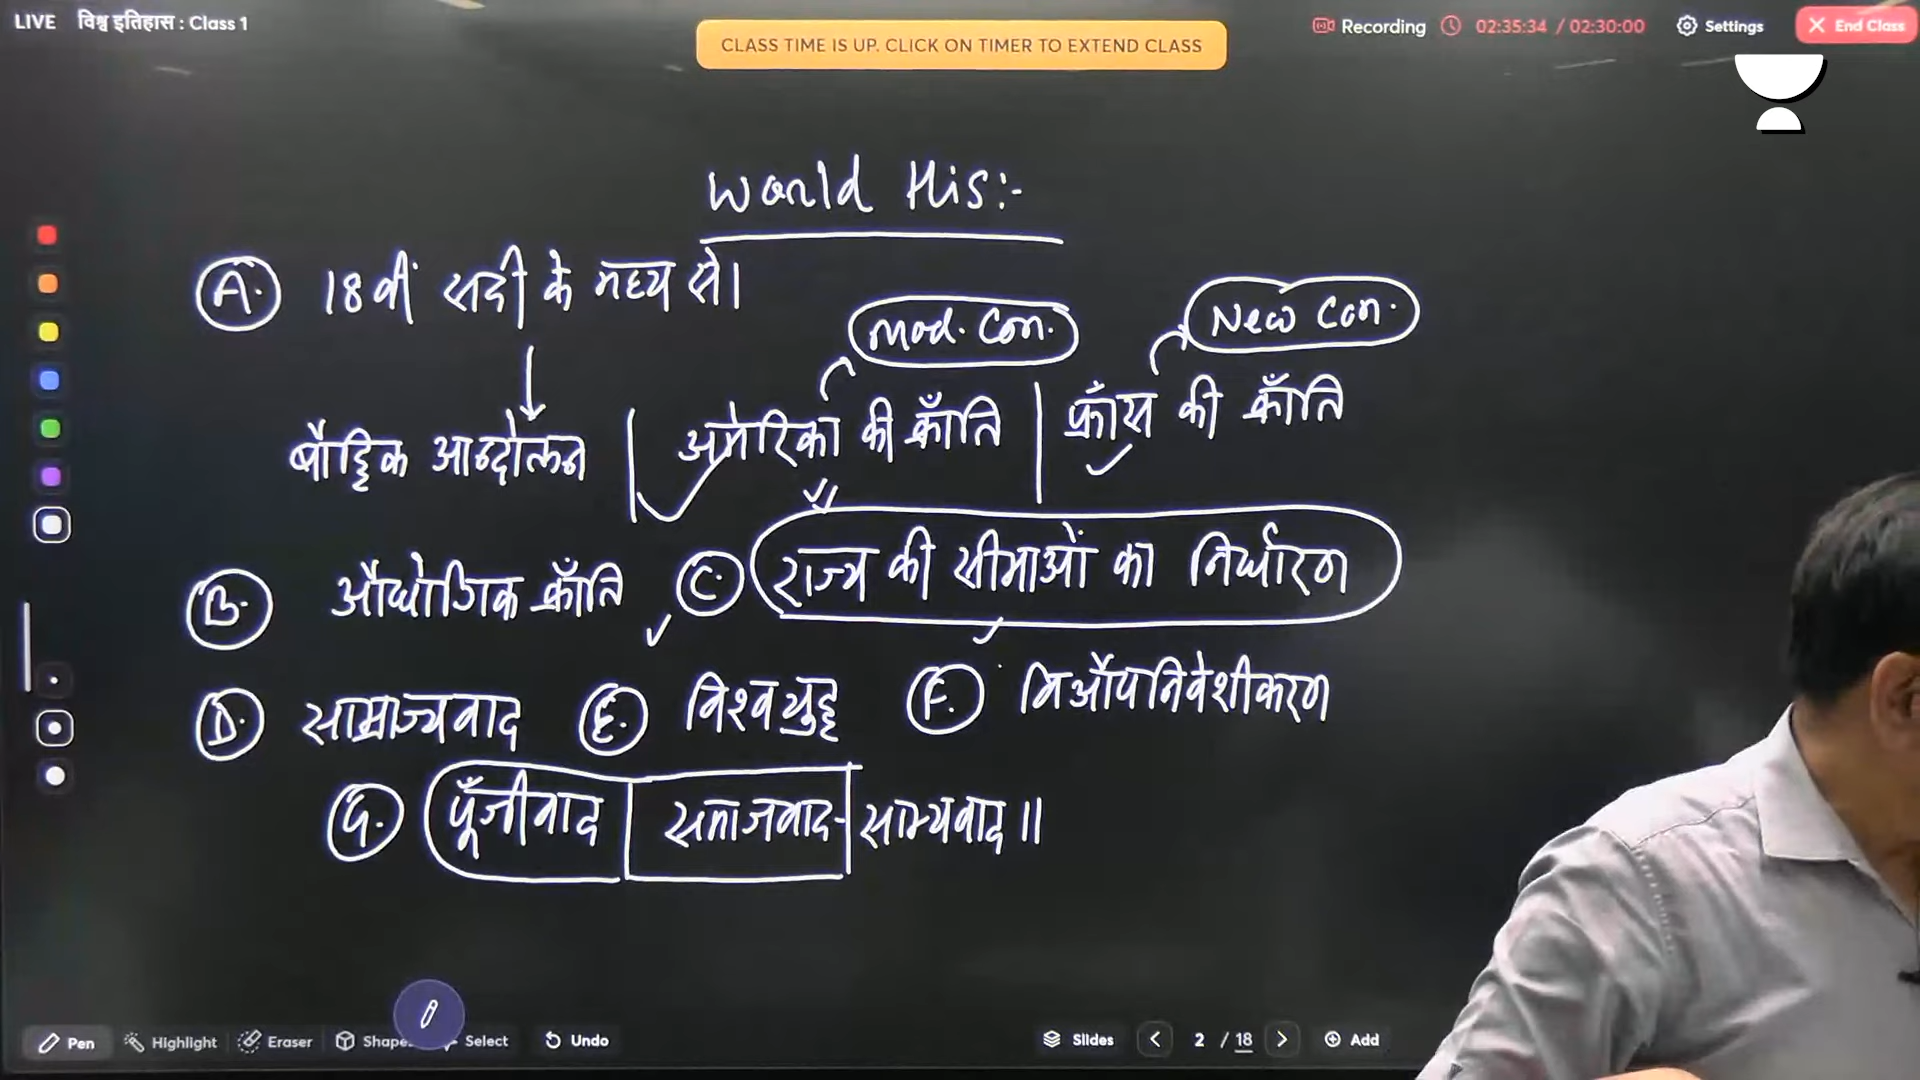 LIVE विश्व इतिहास : Class 1
CLASS TIME IS UP. CLICK ON TIMER TO EXTEND CLASS
Recording 02:35:34 / 02:30:00 Settings End Class
World His:-
A. 18वीं सदी के मध्य से।
Mod. Con. New Con.
बौद्धिक आन्दोलन | अमेरिका की क्राँति | फ्राँस की क्राँति
B. औद्योगिक क्राँति C. राज्य की सीमाओं का निर्धारण
D. साम्राज्यवाद E. विश्वयुद्ध F. विऔपनिवेशीकरण
G. पूँजीवाद | समाजवाद-साम्यवाद॥
Pen Highlight Eraser Shape Select Undo Slides 2 / 18 Add